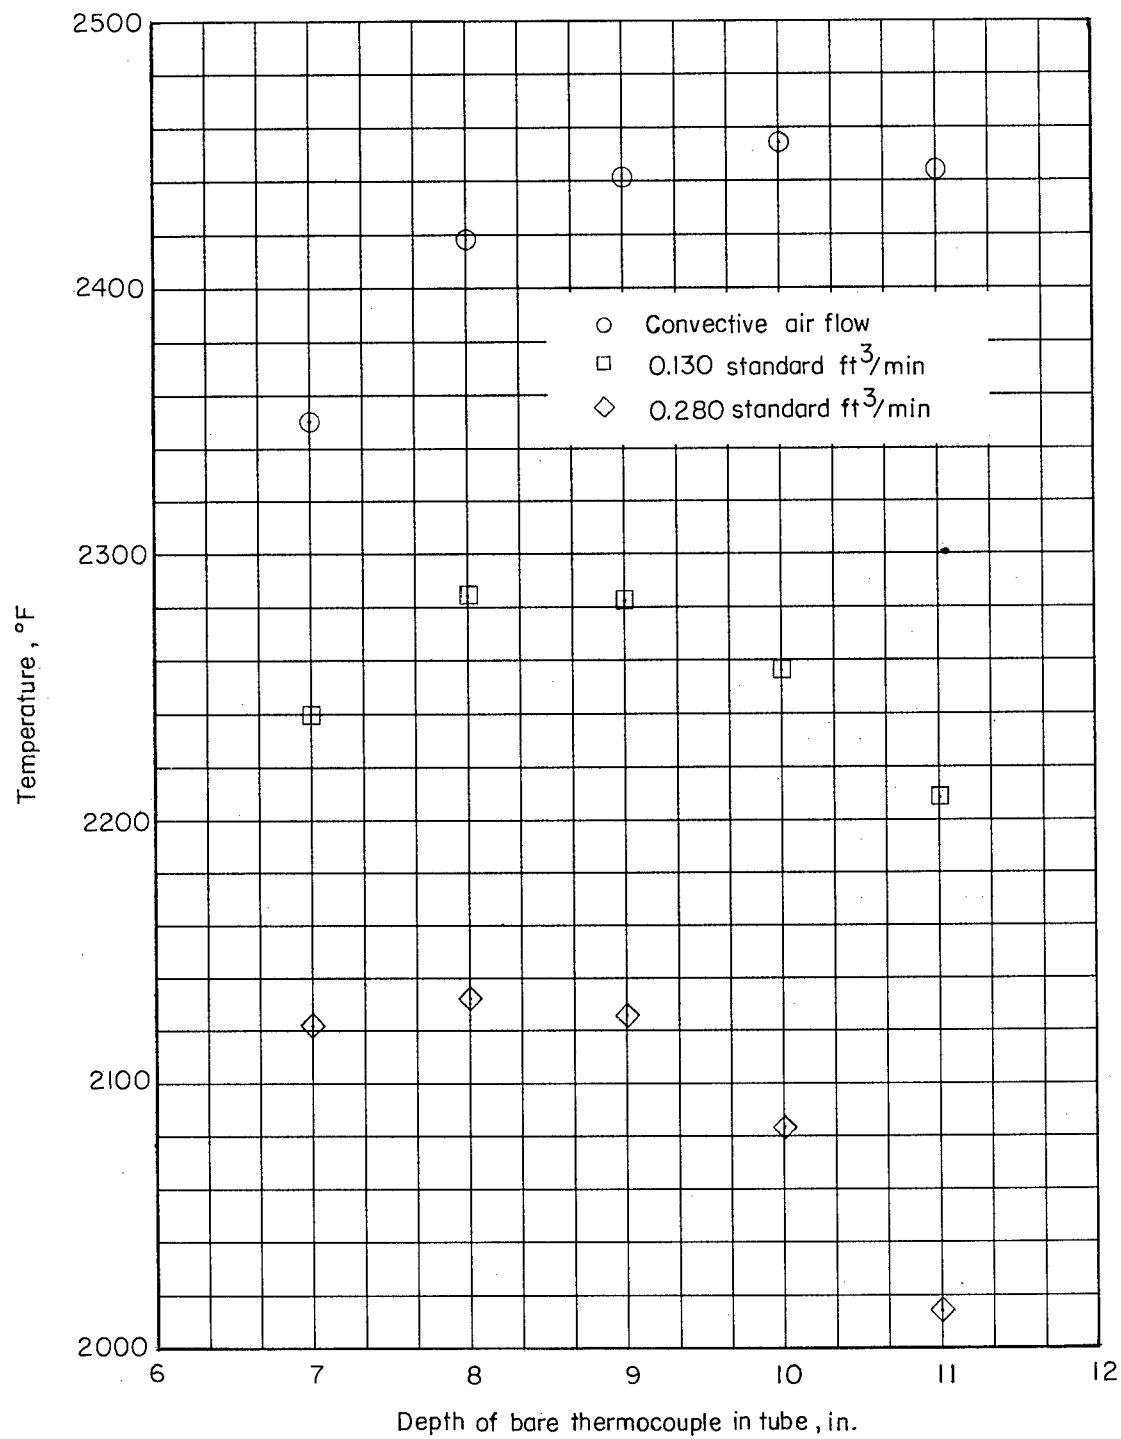 2500
2400
2300
2200
2100
2000
Temperature, °F
Convective air flow
0.130 standard ft³/min
0.280 standard ft³/min
6 7 8 9 10 11 12
Depth of bare thermocouple in tube, in.